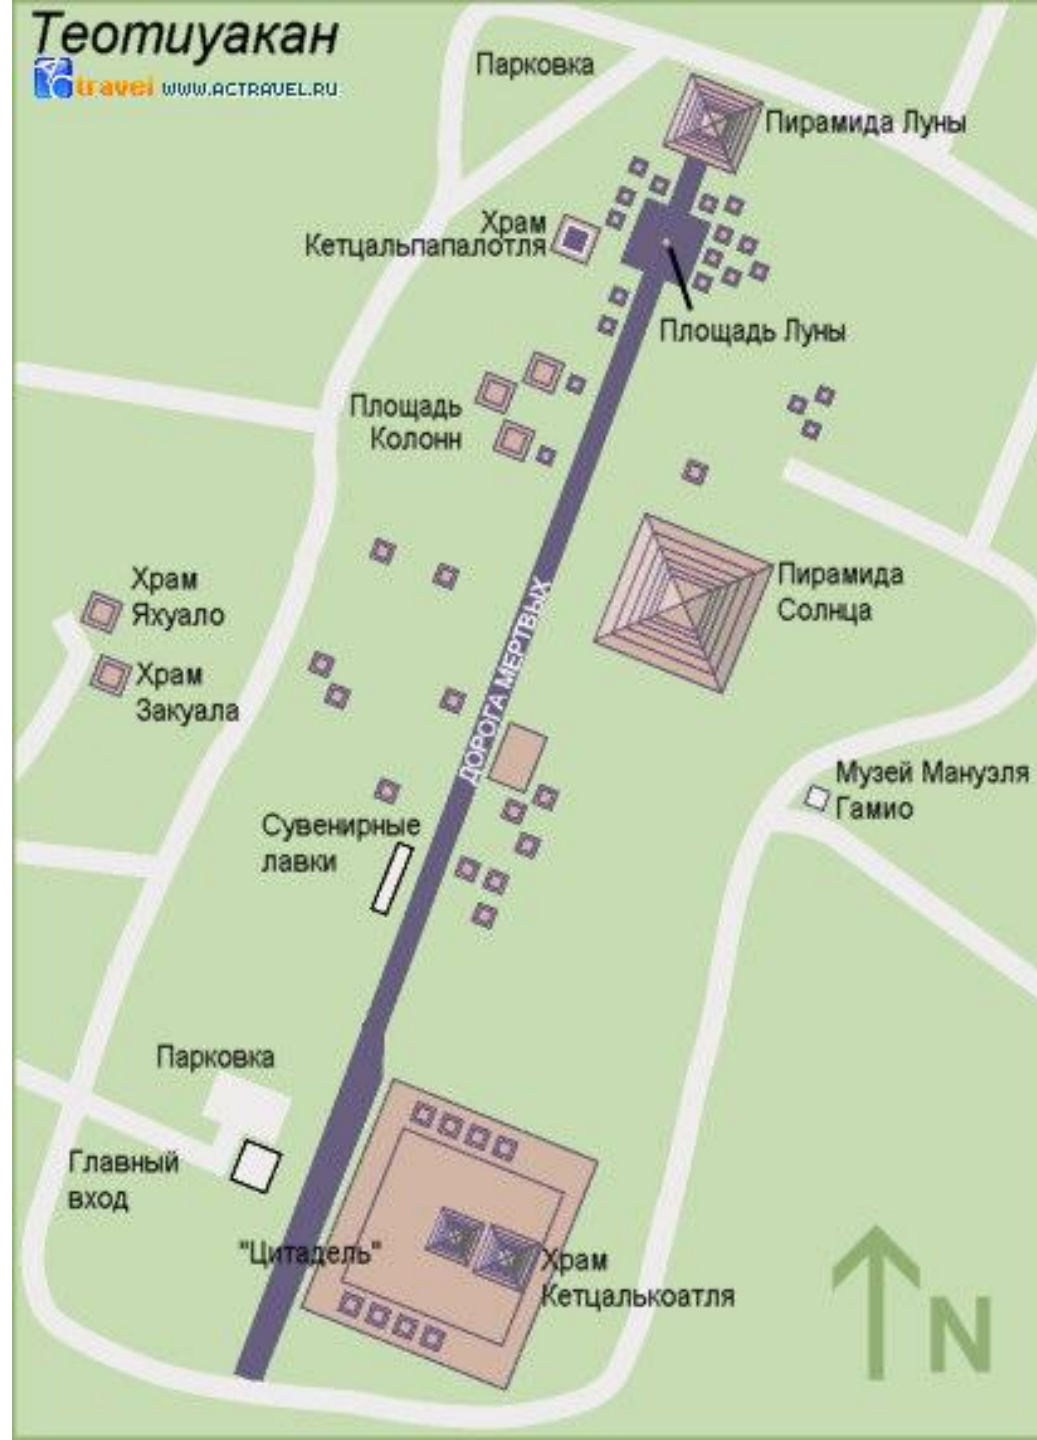 Теотиуакан
travel WWW.ACTRAVEL.RU
Парковка
Пирамида Луны
Храм
Кетцальпапалотля
Площадь Луны
Площадь
Колонн
Храм
Яхуало
Пирамида
Солнца
Храм
Закуала
ДОРОГА МЕРТВЫХ
Музей Мануэля
Гамио
Сувенирные
лавки
Парковка
Главный
вход
"Цитадель"
Храм
Кетцалькоатля
N